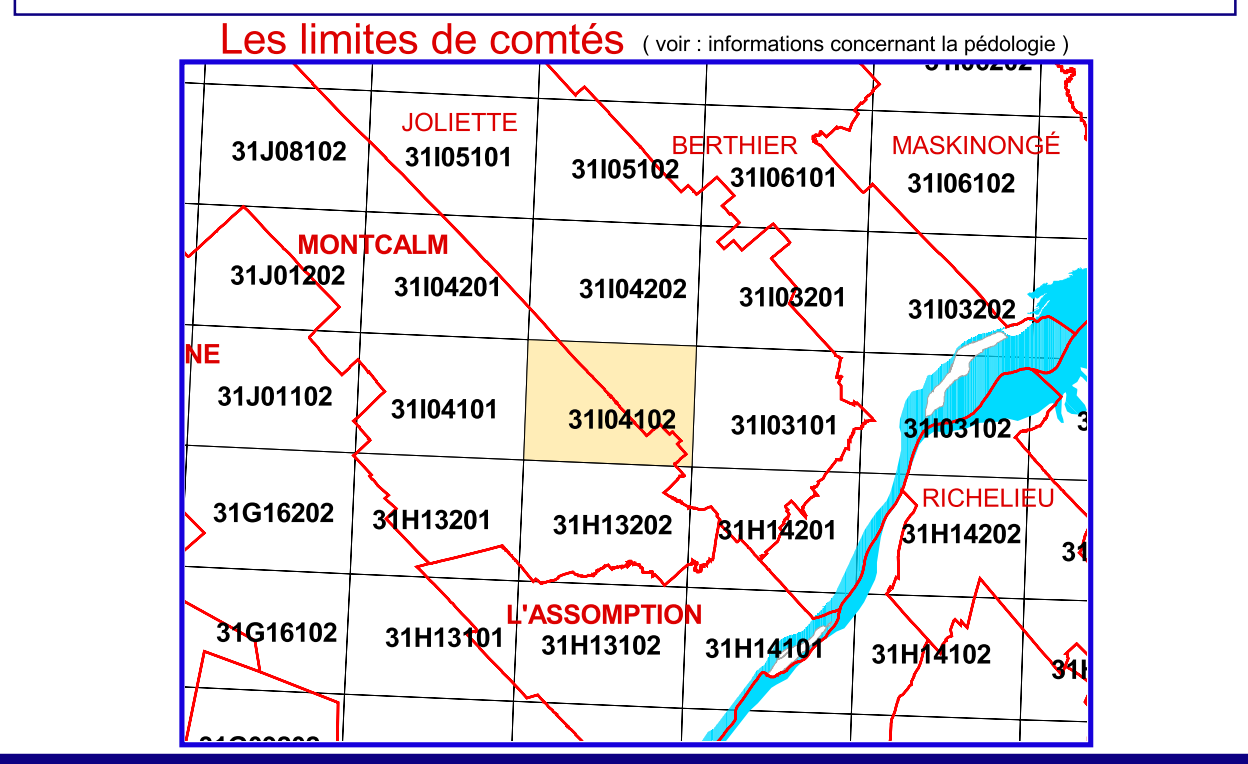 Les limites de comtés ( voir : informations concernant la pédologie )
JOLIETTE
BERTHIER
MASKINONGÉ
31J08102
31I05101
31I05102
31I06101
31I06102
MONTCALM
31J01202
31I04201
31I04202
31I03201
31I03202
NE
31J01102
31I04101
31I04102
31I03101
31I03102
RICHELIEU
31G16202
31H13201
31H13202
31H14201
31H14202
L'ASSOMPTION
31G16102
31H13101
31H13102
31H14101
31H14102